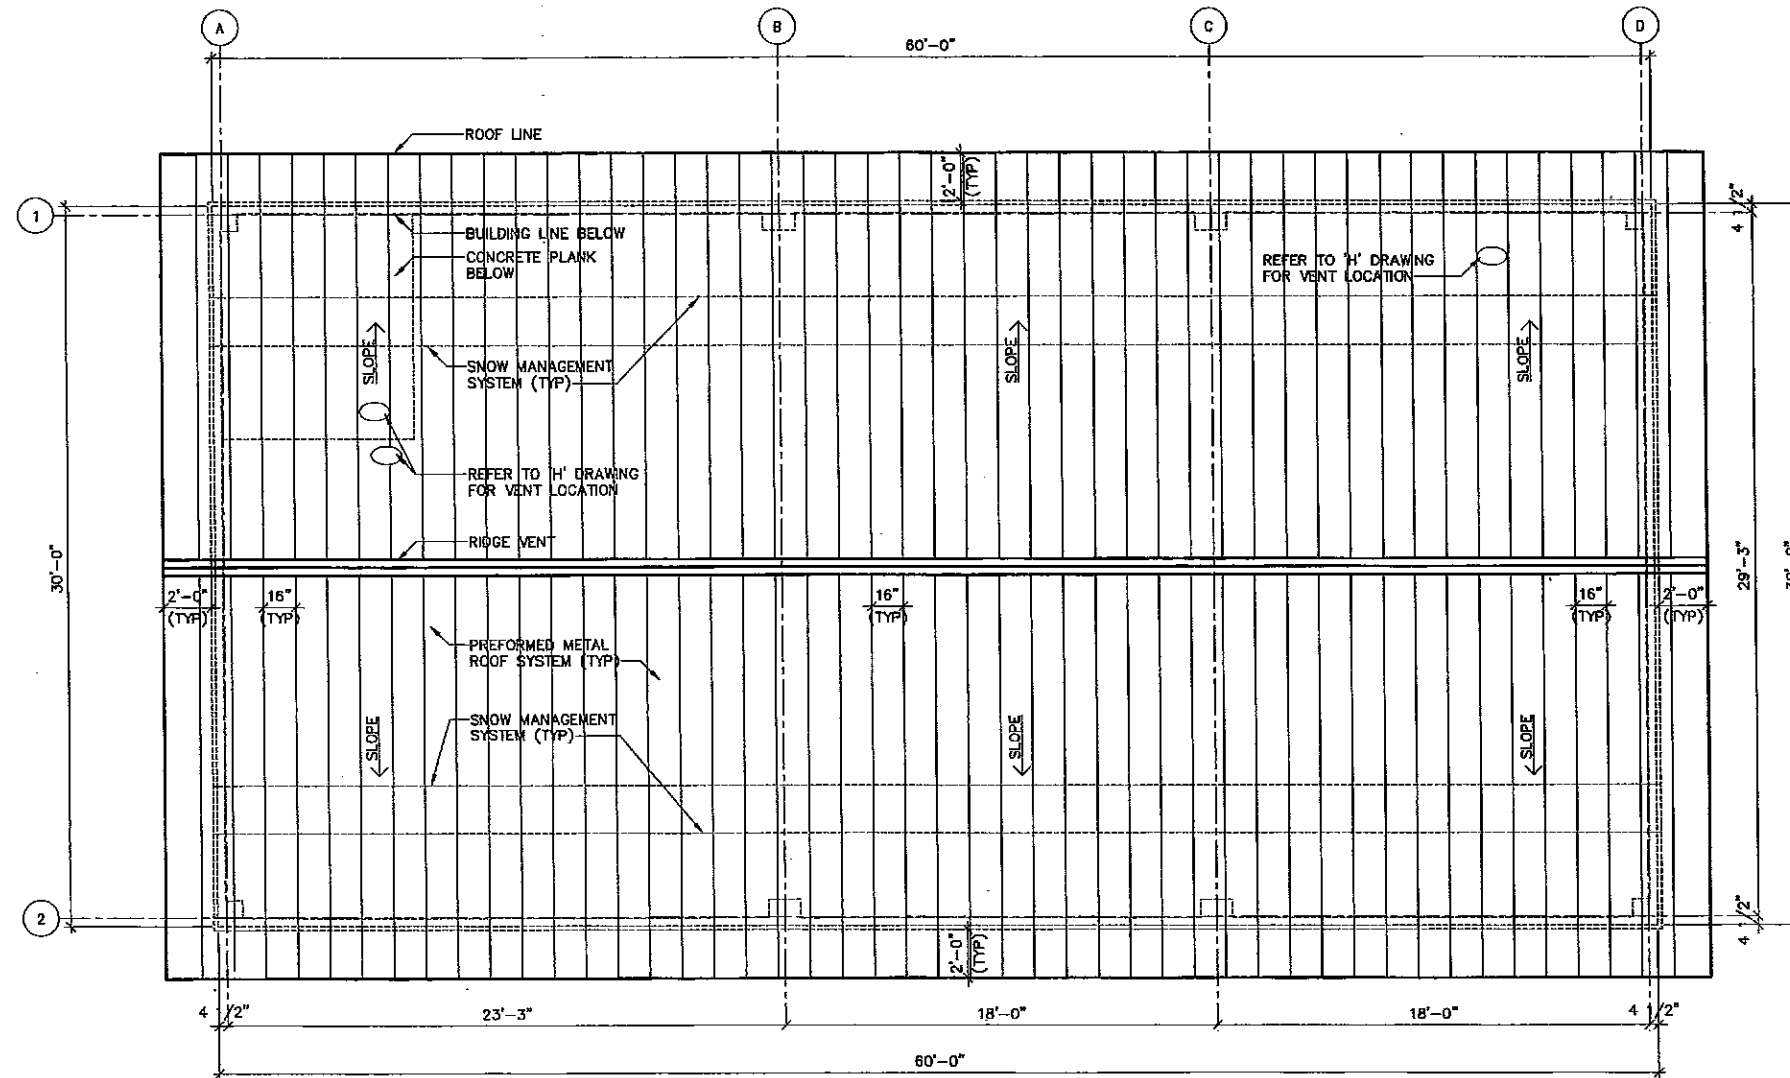 A
B
C
D
60'-0"
ROOF LINE
2'-0"
(TYP)
4 1/2"
1
BUILDING LINE BELOW
CONCRETE PLANK
BELOW
REFER TO 'H' DRAWING
FOR VENT LOCATION
SLOPE
SLOPE
SLOPE
SNOW MANAGEMENT
SYSTEM (TYP)
REFER TO 'H' DRAWING
FOR VENT LOCATION
RIDGE VENT
30'-0"
29'-3"
2'-0"
(TYP)
16"
(TYP)
16"
(TYP)
16"
(TYP)
2'-0"
(TYP)
PREFORMED METAL
ROOF SYSTEM (TYP)
SNOW MANAGEMENT
SYSTEM (TYP)
SLOPE
SLOPE
SLOPE
2
4 1/2"
2'-0"
(TYP)
4 1/2"
23'-3"
18'-0"
18'-0"
4 1/2"
60'-0"